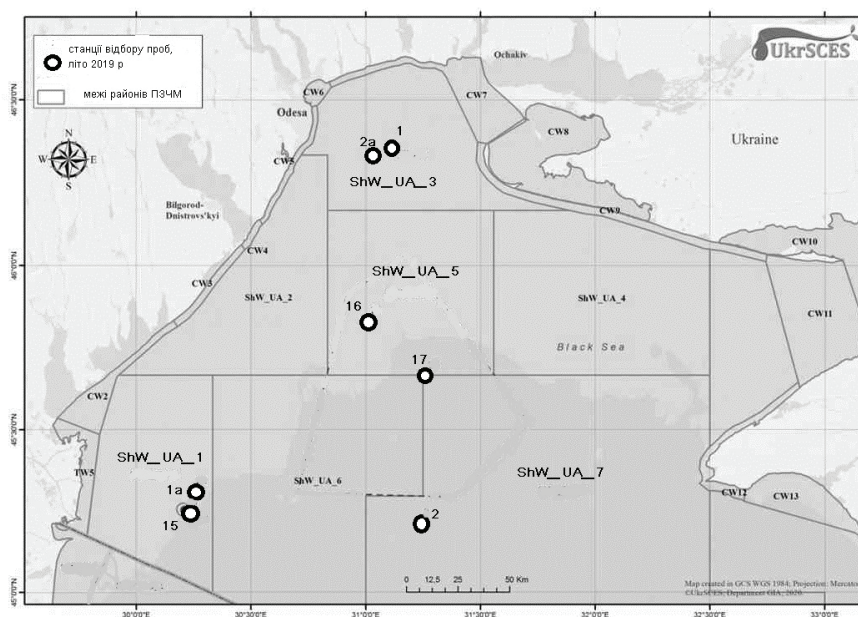 станції відбору проб,
літо 2019 р
межі районів ПЗЧМ
UkrSCES
Ochakiv
46°30'0"N
CW6
CW7
Odesa
CW8
Ukraine
N
W E
S
2a
1
CW5
ShW_UA_3
Bilgorod-
Dnistrovs'kyi
CW9
CW4
CW10
46°0'0"N
ShW_UA_5
CW3
ShW_UA_2
ShW_UA_4
16
CW11
Black Sea
17
CW2
45°30'0"N
ShW_UA_1
TW5
ShW_UA_6
ShW_UA_7
1a
CW12
CW13
15
2
0 12,5 25 50 Km
Map created in GCS WGS 1984; Projection: Mercator
©UkrSCES; Department GIA, 2020
45°0'0"N
30°0'0"E
30°30'0"E
31°0'0"E
31°30'0"E
32°0'0"E
32°30'0"E
33°0'0"E